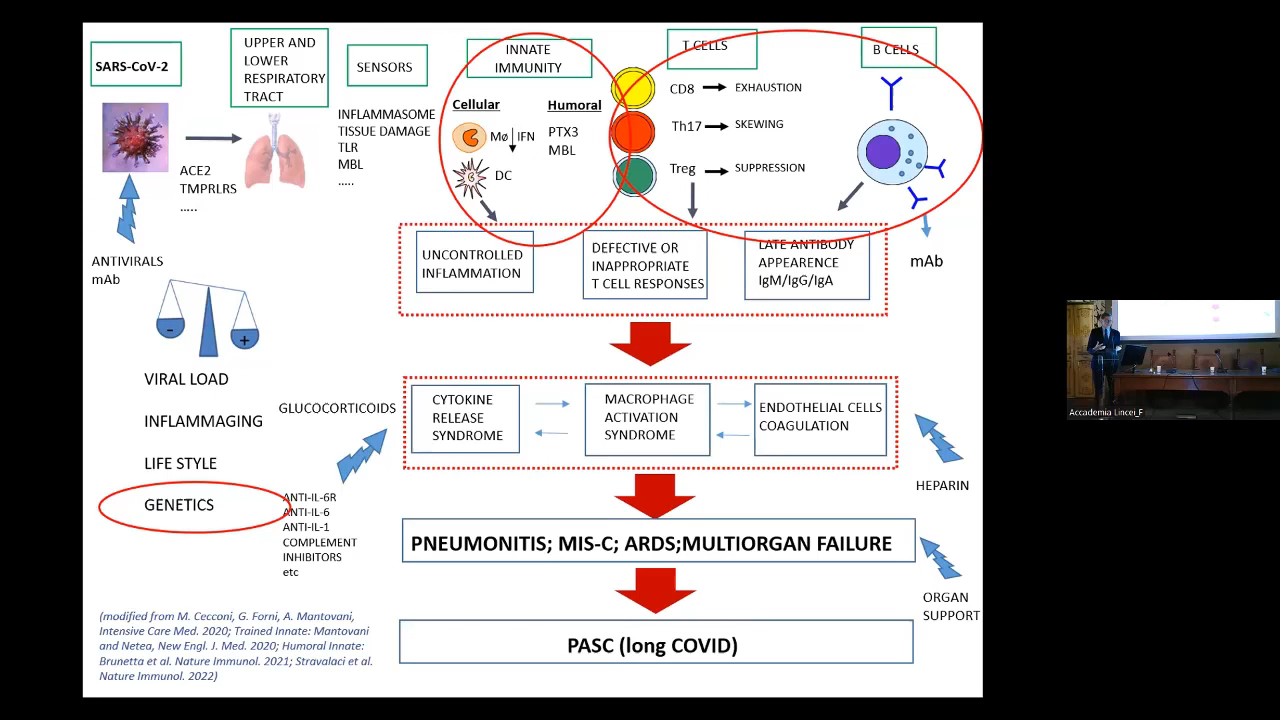 SARS-CoV-2
UPPER AND
LOWER
RESPIRATORY
TRACT
SENSORS
INNATE
IMMUNITY
T CELLS
B CELLS
INFLAMMASOME
TISSUE DAMAGE
TLR
MBL
.....
Cellular
Humoral
Mø
IFN
DC
PTX3
MBL
CD8
EXHAUSTION
Th17
SKEWING
Treg
SUPPRESSION
ACE2
TMPRLRS
.....
ANTIVIRALS
mAb
mAb
UNCONTROLLED
INFLAMMATION
DEFECTIVE OR
INAPPROPRIATE
T CELL RESPONSES
LATE ANTIBODY
APPEARENCE
IgM/IgG/IgA
-
+
VIRAL LOAD
INFLAMMAGING
LIFE STYLE
GENETICS
GLUCOCORTICOIDS
CYTOKINE
RELEASE
SYNDROME
MACROPHAGE
ACTIVATION
SYNDROME
ENDOTHELIAL CELLS
COAGULATION
HEPARIN
ANTI-IL-6R
ANTI-IL-6
ANTI-IL-1
COMPLEMENT
INHIBITORS
etc
PNEUMONITIS; MIS-C; ARDS;MULTIORGAN FAILURE
ORGAN
SUPPORT
PASC (long COVID)
(modified from M. Cecconi, G. Forni, A. Mantovani,
Intensive Care Med. 2020; Trained Innate: Mantovani
and Netea, New Engl. J. Med. 2020; Humoral Innate:
Brunetta et al. Nature Immunol. 2021; Stravalaci et al.
Nature Immunol. 2022)
Accademia Lincei_F